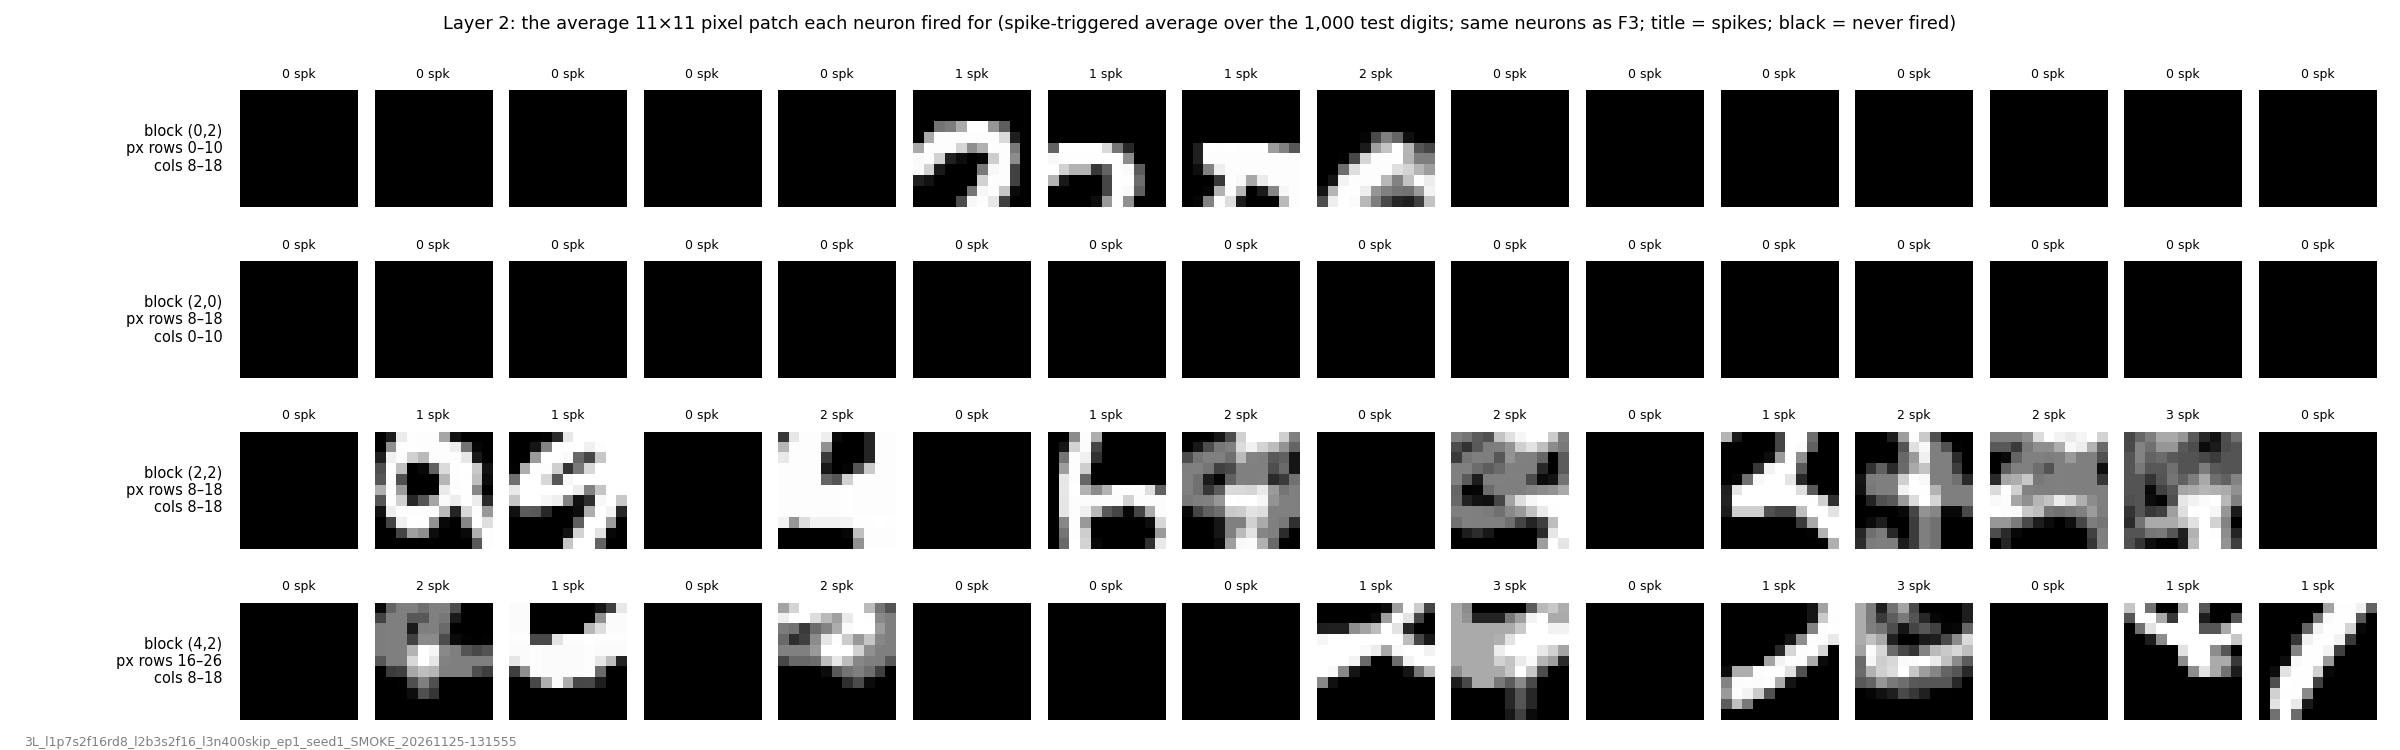 Layer 2: the average 11×11 pixel patch each neuron fired for (spike-triggered average over the 1,000 test digits; same neurons as F3; title = spikes; black = never fired)
0 spk 0 spk 0 spk 0 spk 0 spk 1 spk 1 spk 1 spk 2 spk 0 spk 0 spk 0 spk 0 spk 0 spk 0 spk 0 spk
block (0,2)
px rows 0–10
cols 8–18
0 spk 0 spk 0 spk 0 spk 0 spk 0 spk 0 spk 0 spk 0 spk 0 spk 0 spk 0 spk 0 spk 0 spk 0 spk 0 spk
block (2,0)
px rows 8–18
cols 0–10
0 spk 1 spk 1 spk 0 spk 2 spk 0 spk 1 spk 2 spk 0 spk 2 spk 0 spk 1 spk 2 spk 2 spk 3 spk 0 spk
block (2,2)
px rows 8–18
cols 8–18
0 spk 2 spk 1 spk 0 spk 2 spk 0 spk 0 spk 0 spk 1 spk 3 spk 0 spk 1 spk 3 spk 0 spk 1 spk 1 spk
block (4,2)
px rows 16–26
cols 8–18
3L_l1p7s2f16rd8_l2b3s2f16_l3n400skip_ep1_seed1_SMOKE_20261125-131555